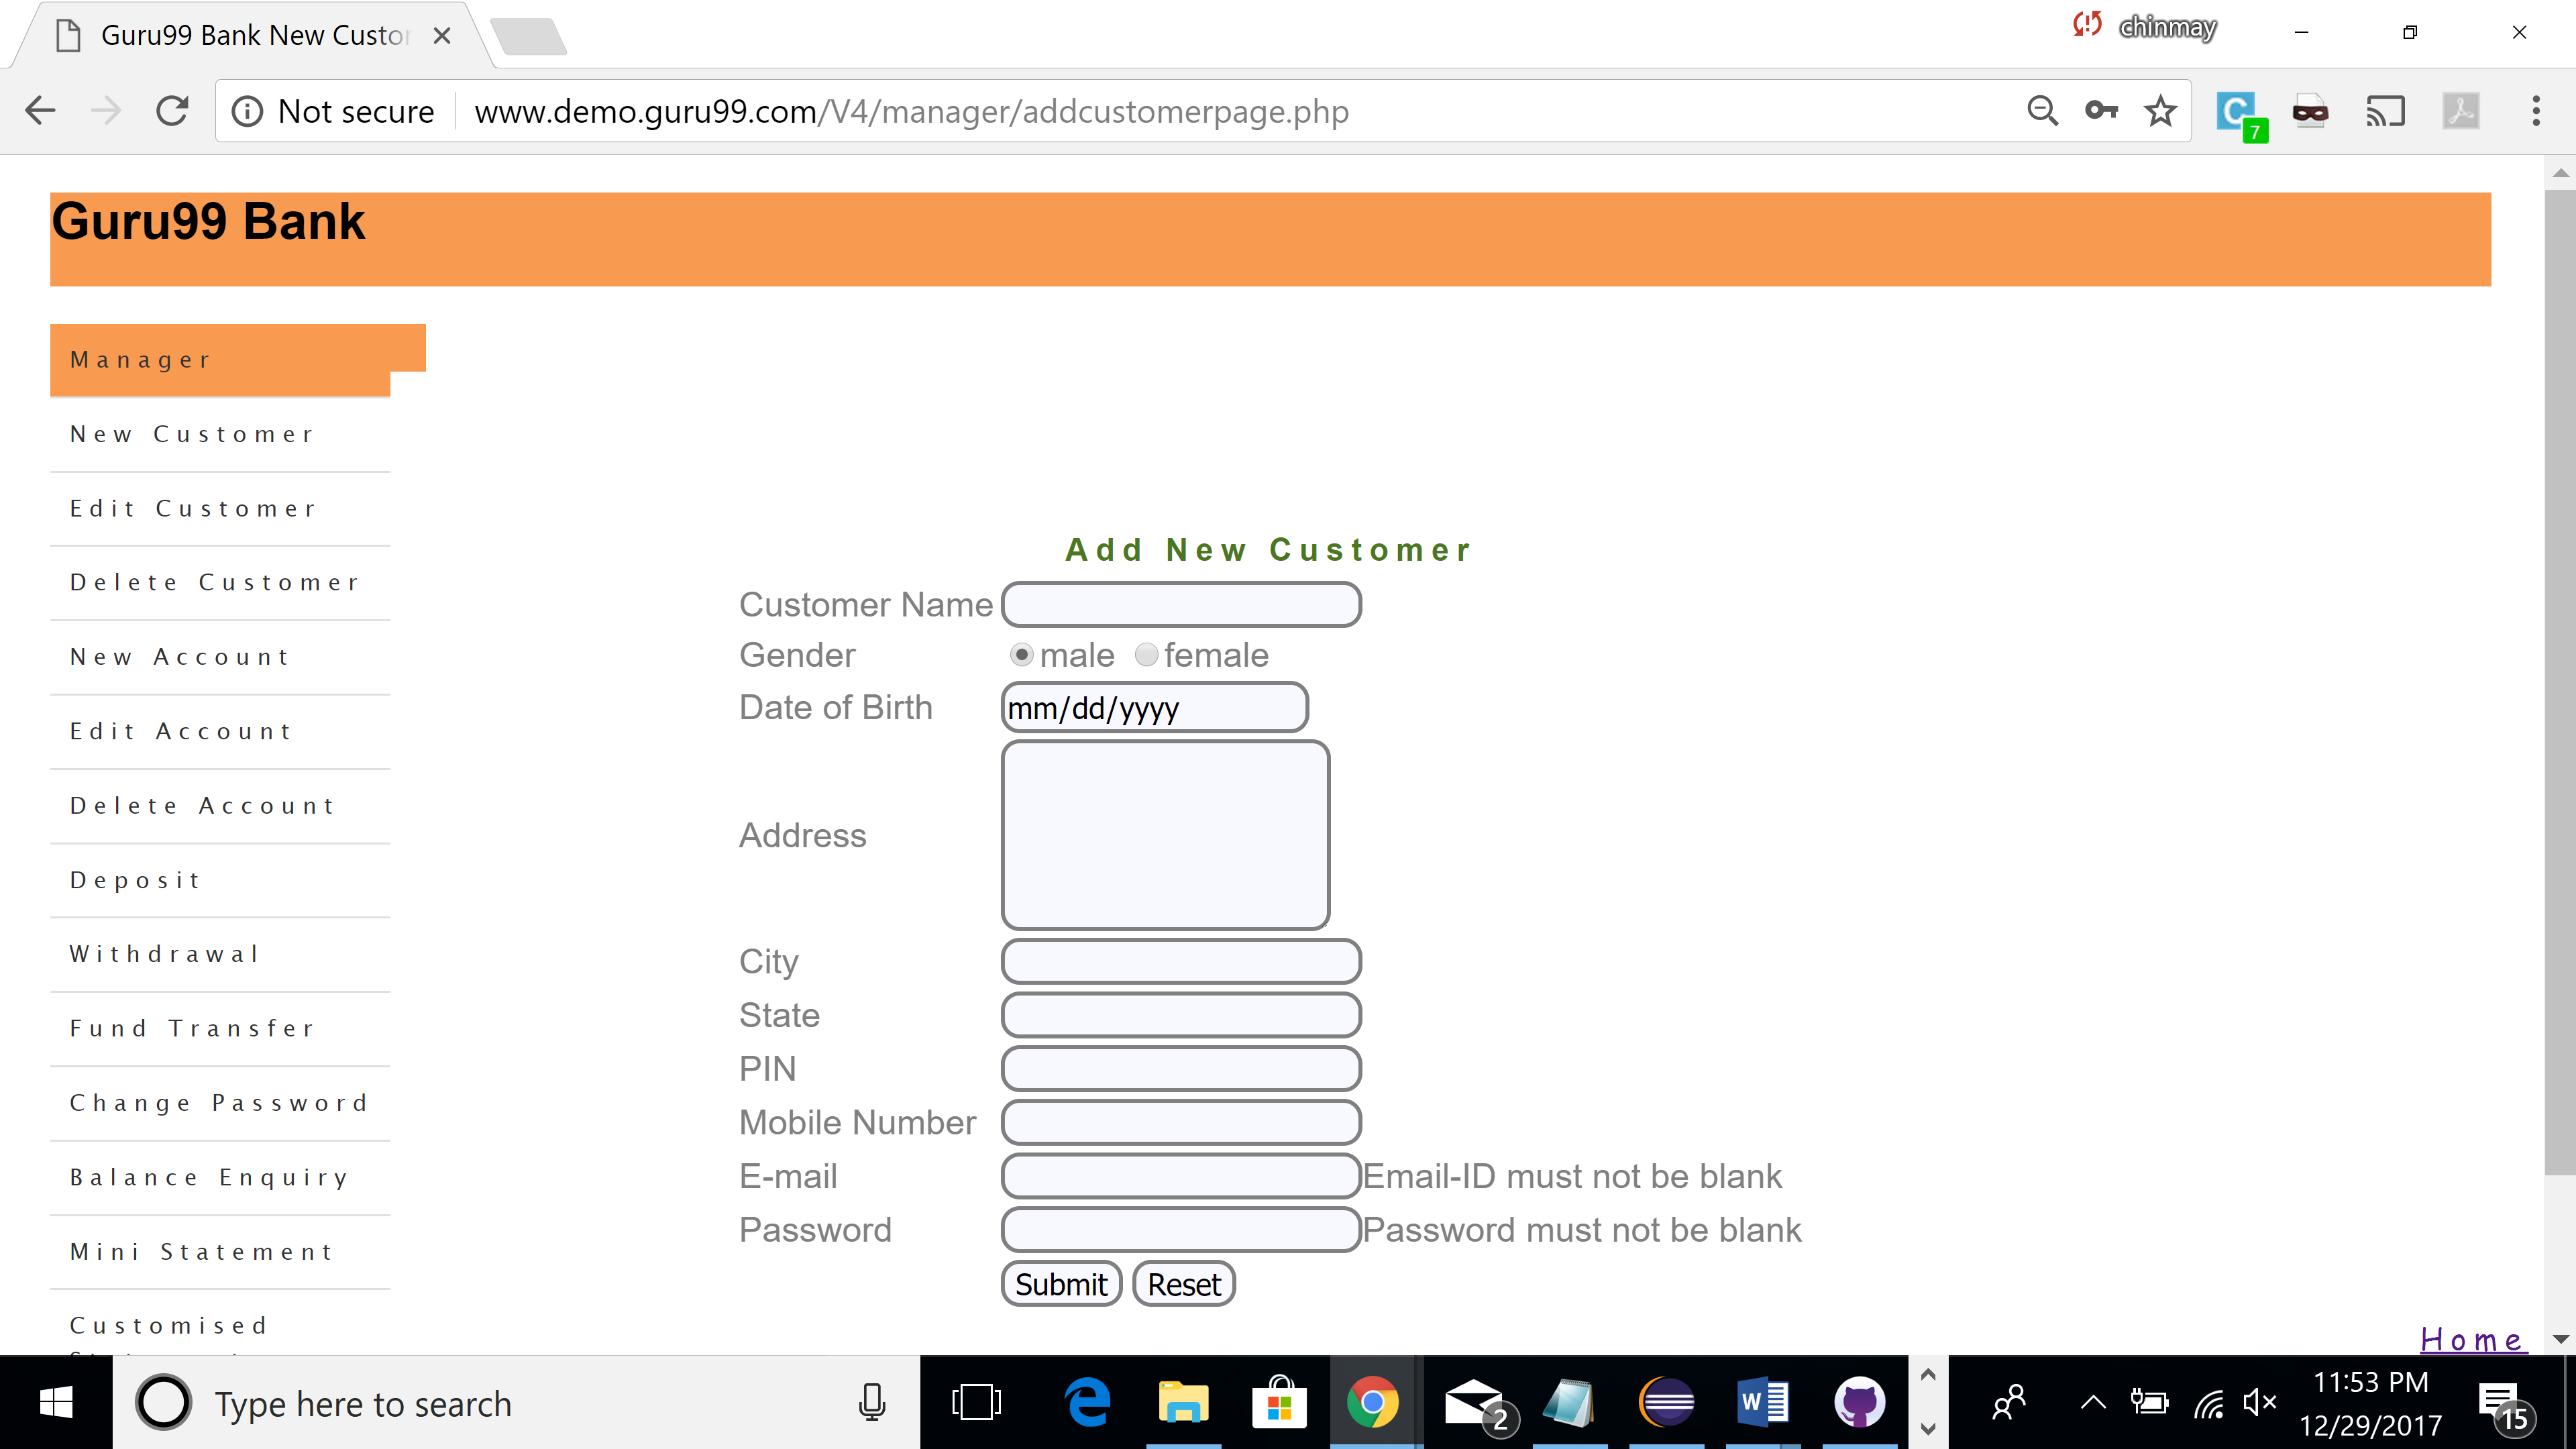 Guru99 Bank New Custor
chinmay
Not secure
www.demo.guru99.com/V4/manager/addcustomerpage.php
C
7
Guru99 Bank
Manager
New Customer
Edit Customer
Delete Customer
New Account
Edit Account
Delete Account
Deposit
Withdrawal
Fund Transfer
Change Password
Balance Enquiry
Mini Statement
Customised
Add New Customer
Customer Name
Gender male female
Date of Birth mm/dd/yyyy
Address
City
State
PIN
Mobile Number
E-mail Email-ID must not be blank
Password Password must not be blank
Submit Reset
Home
Type here to search
2
W
11:53 PM
12/29/2017
15